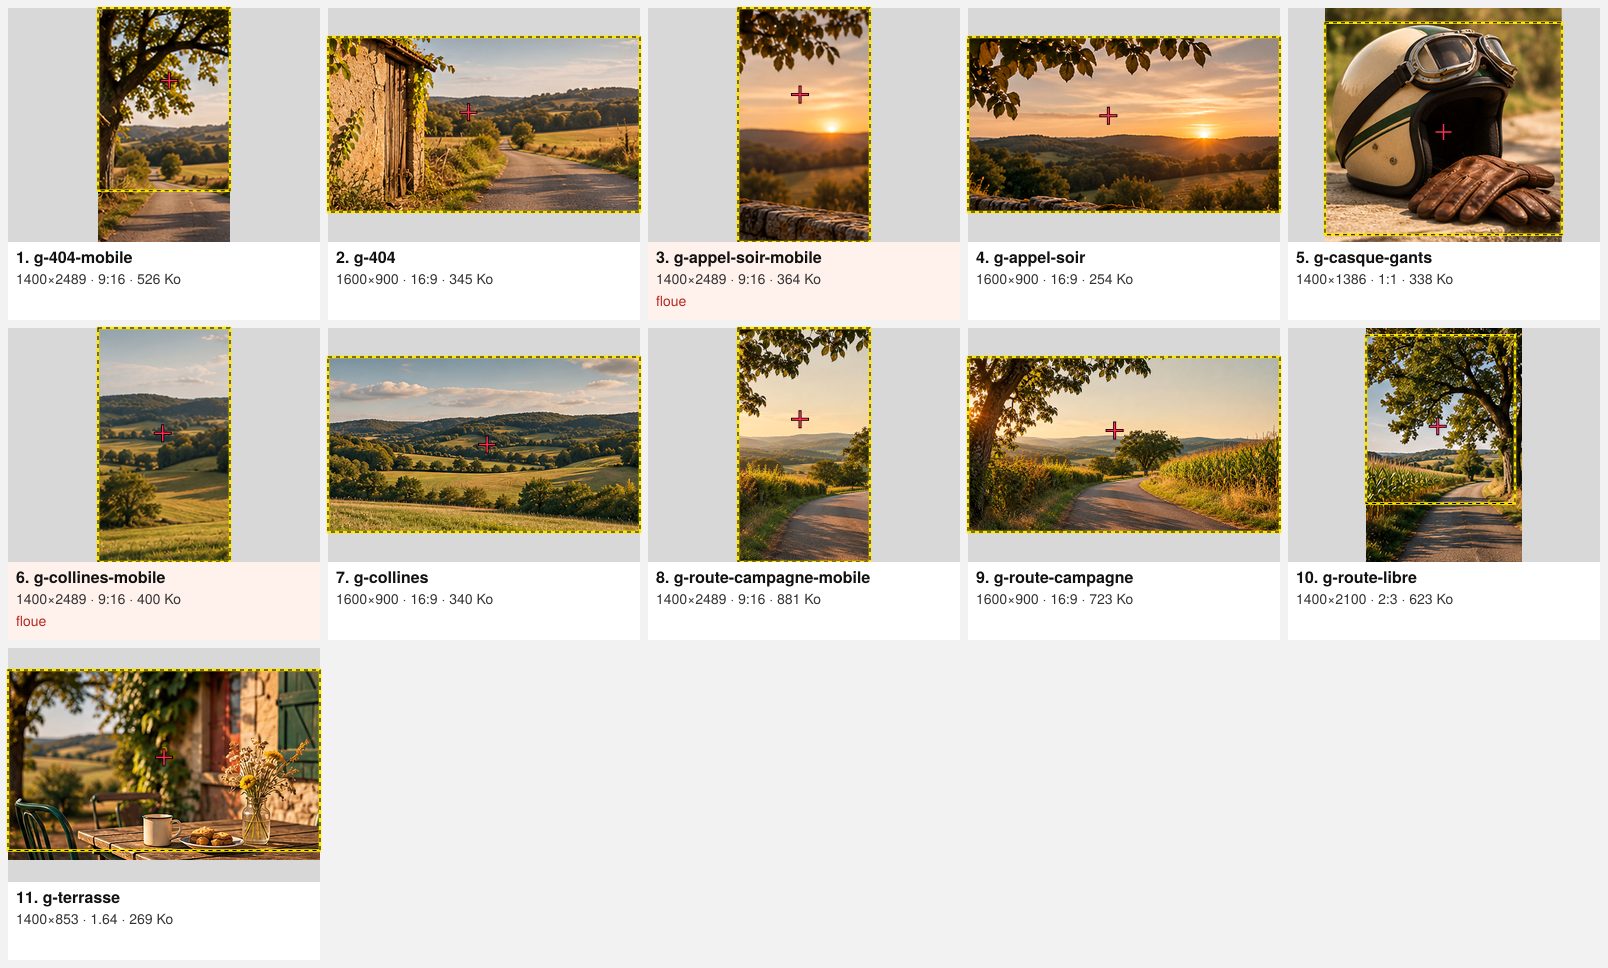 1. g-404-mobile
1400×2489 · 9:16 · 526 Ko
2. g-404
1600×900 · 16:9 · 345 Ko
3. g-appel-soir-mobile
1400×2489 · 9:16 · 364 Ko
floue
4. g-appel-soir
1600×900 · 16:9 · 254 Ko
5. g-casque-gants
1400×1386 · 1:1 · 338 Ko
6. g-collines-mobile
1400×2489 · 9:16 · 400 Ko
floue
7. g-collines
1600×900 · 16:9 · 340 Ko
8. g-route-campagne-mobile
1400×2489 · 9:16 · 881 Ko
9. g-route-campagne
1600×900 · 16:9 · 723 Ko
10. g-route-libre
1400×2100 · 2:3 · 623 Ko
11. g-terrasse
1400×853 · 1.64 · 269 Ko